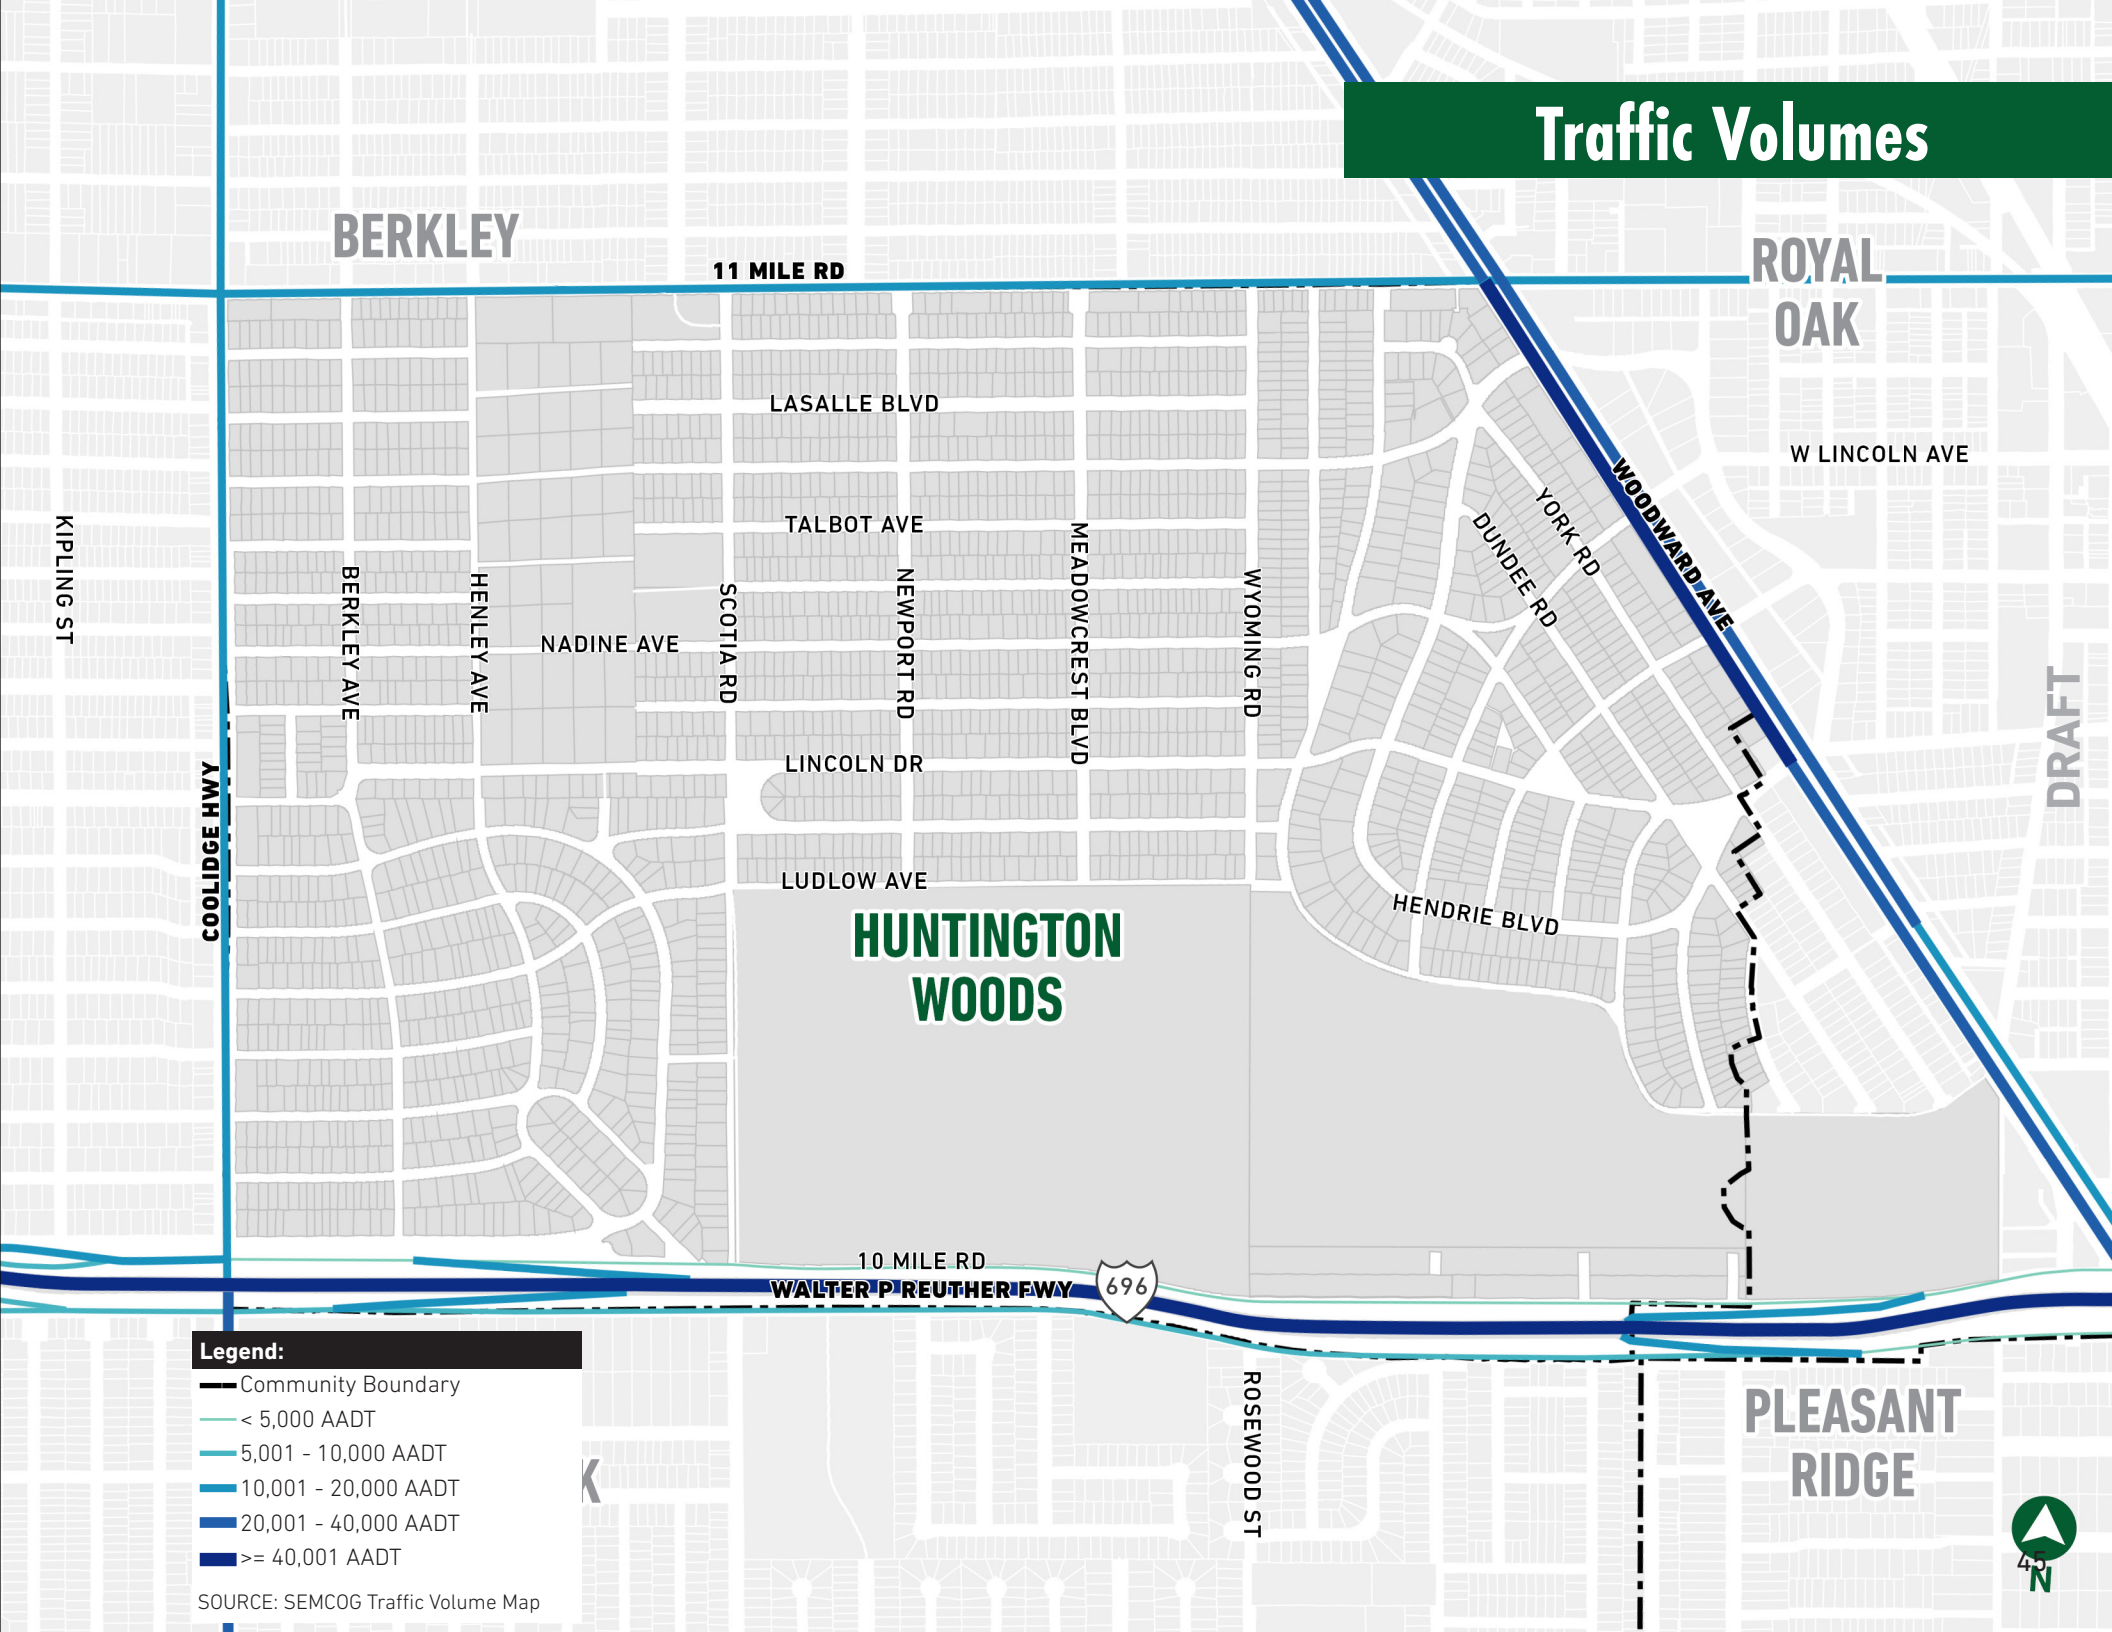 Traffic Volumes
BERKLEY
ROYAL
OAK
11 MILE RD
LASALLE BLVD
W LINCOLN AVE
TALBOT AVE
YORK RD
DUNDEE RD
WOODWARD AVE
KIPLING ST
BERKLEY AVE
HENLEY AVE
NADINE AVE
SCOTIA RD
NEWPORT RD
MEADOWCREST BLVD
WYOMING RD
DRAFT
LINCOLN DR
COOLIDGE HWY
LUDLOW AVE
HENDRIE BLVD
HUNTINGTON
WOODS
10 MILE RD
WALTER P REUTHER FWY
696
ROSEWOOD ST
PLEASANT
RIDGE
K
Legend:
Community Boundary
< 5,000 AADT
5,001 - 10,000 AADT
10,001 - 20,000 AADT
20,001 - 40,000 AADT
>= 40,001 AADT
SOURCE: SEMCOG Traffic Volume Map
45
N